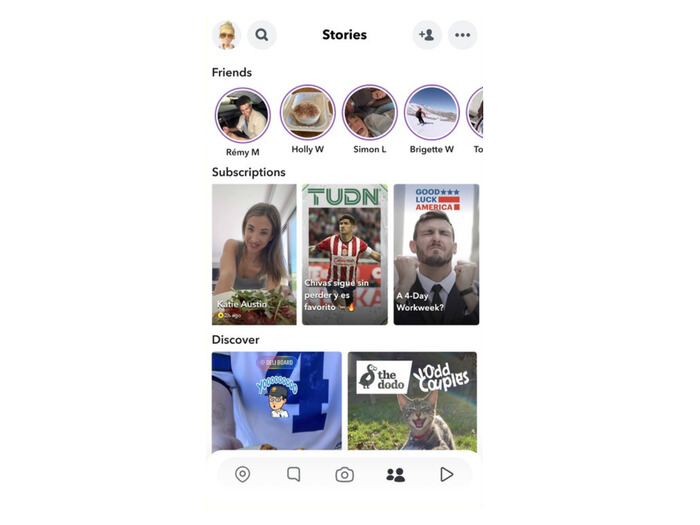 Stories
Friends
Rémy M
Holly W
Simon L
Brigette W
To
Subscriptions
TUDN
GOOD
LUCK
AMERICA
Katie Austin
2h ago
Chivas sigue sin
perder y es
favorito
A 4-Day
Workweek?
Discover
DELI BOARD
4
the
dodo
Odd
Couples